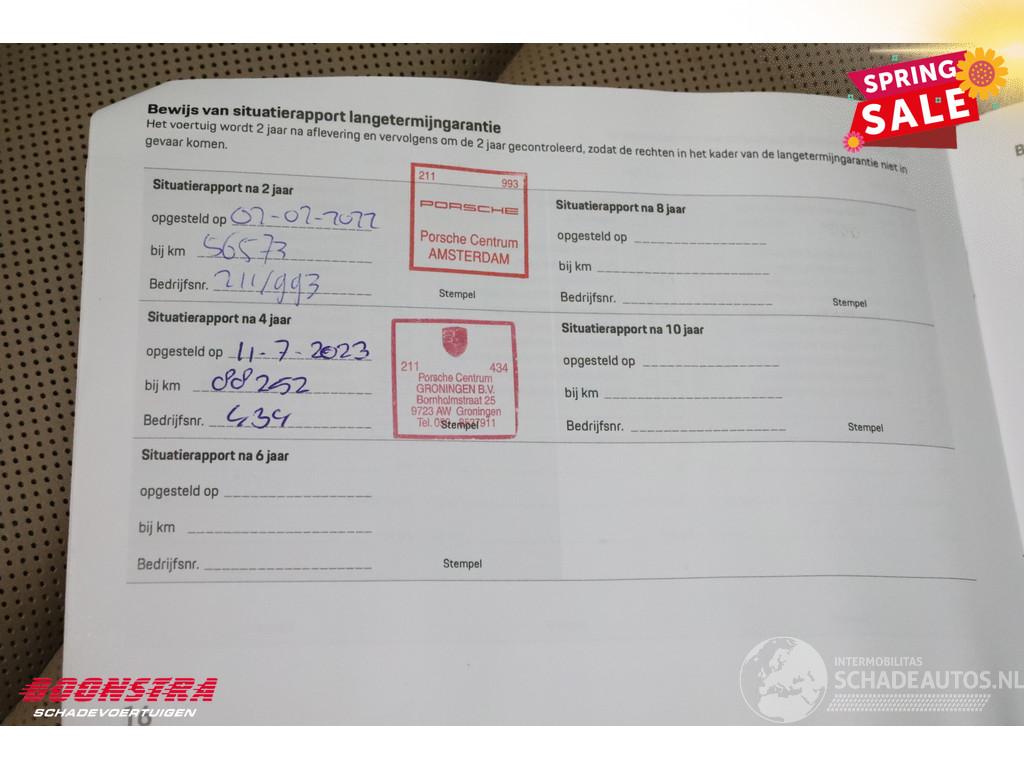 SPRING
SALE
Bewijs van situatierapport langetermijngarantie
Het voertuig wordt 2 jaar na aflevering en vervolgens om de 2 jaar gecontroleerd, zodat de rechten in het kader van de langetermijngarantie niet in
gevaar komen.
Situatierapport na 2 jaar
opgesteld op 07-07-2022
bij km 56573
Bedrijfsnr. 211/993
211 993
PORSCHE
Porsche Centrum
AMSTERDAM
Stempel
Situatierapport na 4 jaar
opgesteld op 11-7-2023
bij km 88252
Bedrijfsnr. 434
211 434
Porsche Centrum
GRONINGEN B.V.
Bornholmstraat 25
9723 AW Groningen
Tel.
Stempel
Situatierapport na 6 jaar
opgesteld op
bij km
Bedrijfsnr.
Stempel
Situatierapport na 8 jaar
opgesteld op
bij km
Bedrijfsnr.
Stempel
Situatierapport na 10 jaar
opgesteld op
bij km
Bedrijfsnr.
Stempel
B
16
BOONSTRA
SCHADEVOERTUIGEN
INTERMOBILITAS
SCHADEAUTOS.NL